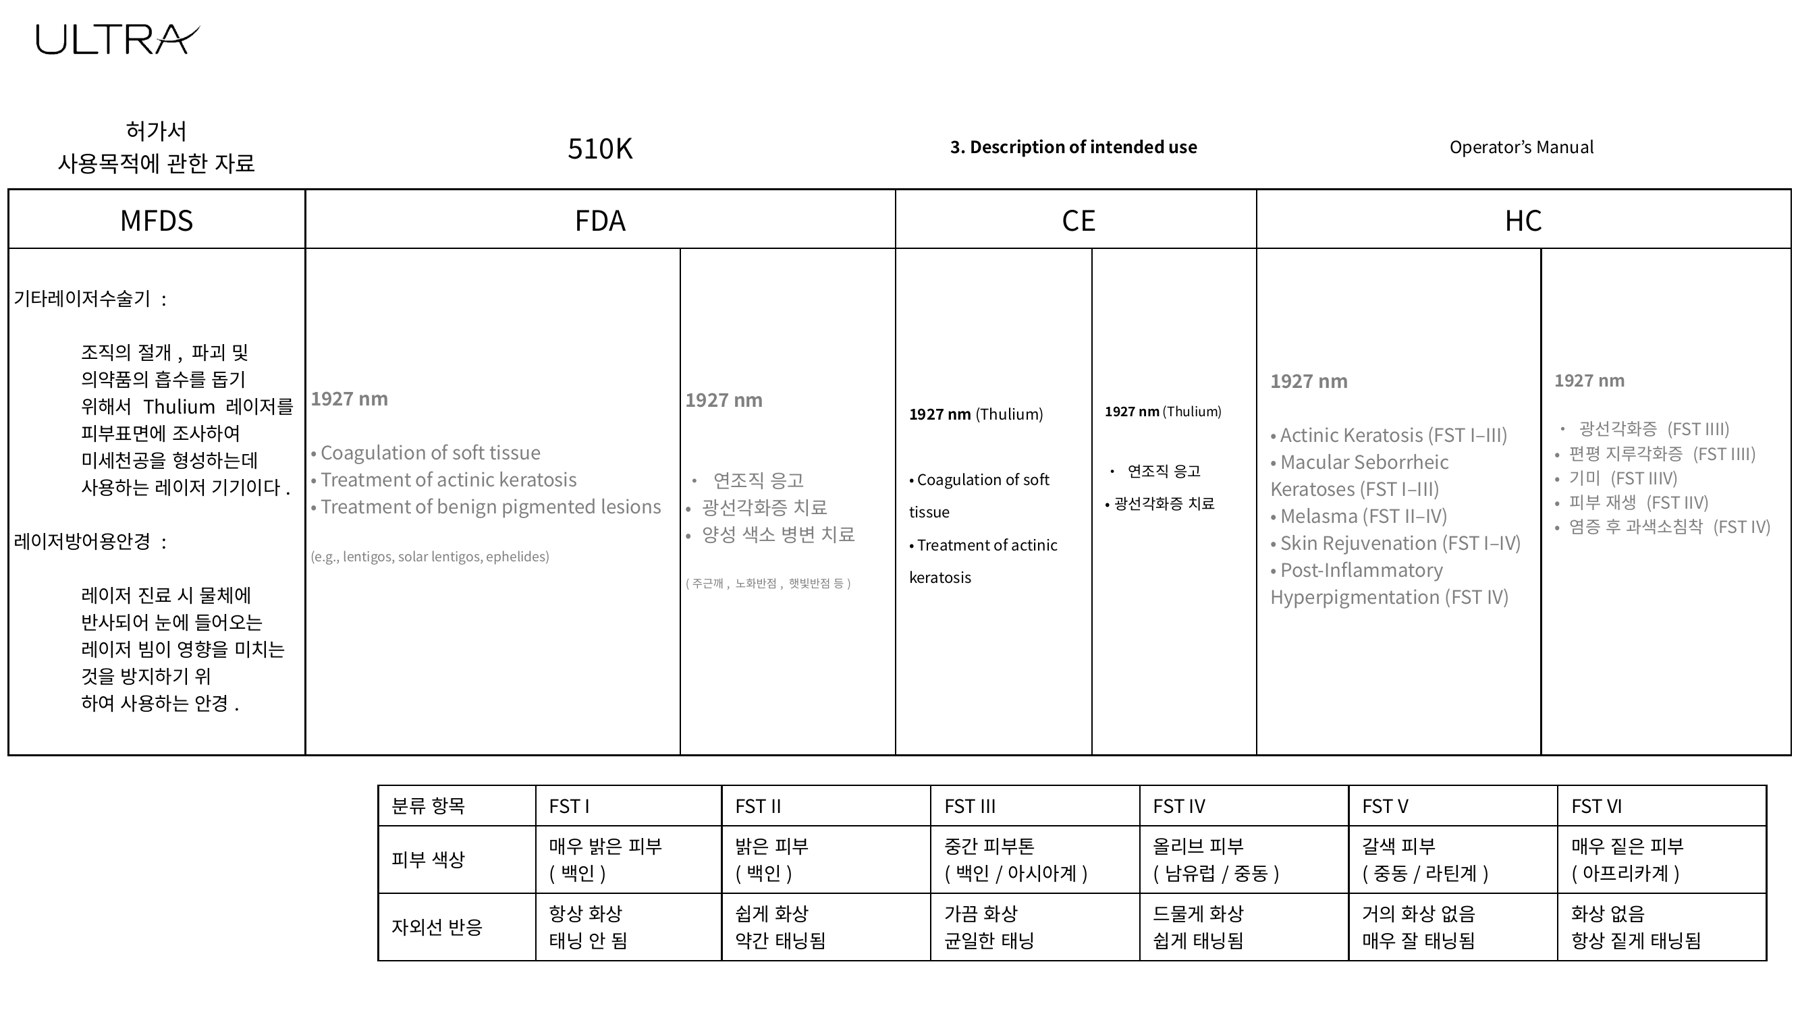 ULTRA
허가서
사용목적에 관한 자료
510K
3. Description of intended use
Operator’s Manual
MFDS
FDA
CE
HC
기타레이저수술기 :
조직의 절개 , 파괴 및
의약품의 흡수를 돕기
위해서 Thulium 레이저를
피부표면에 조사하여
미세천공을 형성하는데
사용하는 레이저 기기이다 .
레이저방어용안경 :
레이저 진료 시 물체에
반사되어 눈에 들어오는
레이저 빔이 영향을 미치는
것을 방지하기 위
하여 사용하는 안경 .
1927 nm
• Coagulation of soft tissue
• Treatment of actinic keratosis
• Treatment of benign pigmented lesions
(e.g., lentigos, solar lentigos, ephelides)
1927 nm
• 연조직 응고
• 광선각화증 치료
• 양성 색소 병변 치료
( 주근깨 , 노화반점 , 햇빛반점 등 )
1927 nm (Thulium)
• Coagulation of soft
tissue
• Treatment of actinic
keratosis
1927 nm (Thulium)
• 연조직 응고
• 광선각화증 치료
1927 nm
• Actinic Keratosis (FST I–III)
• Macular Seborrheic
Keratoses (FST I–III)
• Melasma (FST II–IV)
• Skin Rejuvenation (FST I–IV)
• Post-Inflammatory
Hyperpigmentation (FST IV)
1927 nm
• 광선각화증 (FST IIII)
• 편평 지루각화증 (FST IIII)
• 기미 (FST IIIV)
• 피부 재생 (FST IIV)
• 염증 후 과색소침착 (FST IV)
분류 항목
FST I
FST II
FST III
FST IV
FST V
FST VI
피부 색상
매우 밝은 피부
( 백인 )
밝은 피부
( 백인 )
중간 피부톤
( 백인 / 아시아계 )
올리브 피부
( 남유럽 / 중동 )
갈색 피부
( 중동 / 라틴계 )
매우 짙은 피부
( 아프리카계 )
자외선 반응
항상 화상
태닝 안 됨
쉽게 화상
약간 태닝됨
가끔 화상
균일한 태닝
드물게 화상
쉽게 태닝됨
거의 화상 없음
매우 잘 태닝됨
화상 없음
항상 짙게 태닝됨